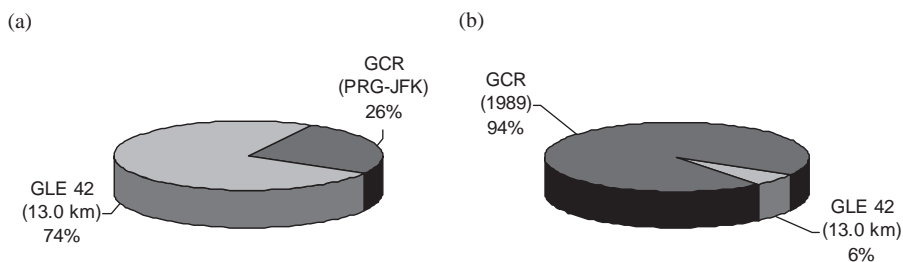 (a)
GCR
(PRG-JFK)
26%
GLE 42
(13.0 km)
74%
(b)
GCR
(1989)
94%
GLE 42
(13.0 km)
6%